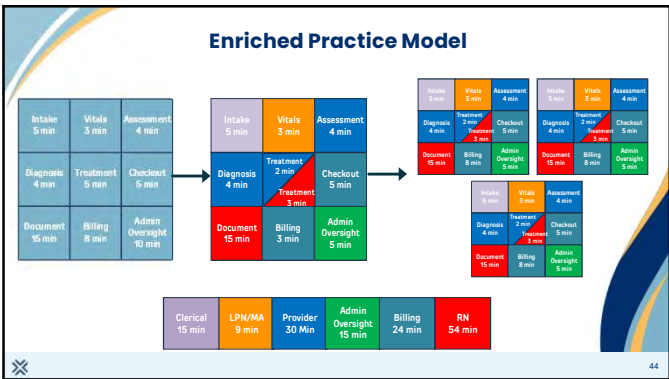 Enriched Practice Model
Intake
5 min
Vitals
3 min
Assessment
4 min
Diagnosis
4 min
Treatment
5 min
Checkout
5 min
Document
15 min
Billing
8 min
Admin
Oversight
10 min
Intake
5 min
Vitals
3 min
Assessment
4 min
Diagnosis
4 min
Treatment
2 min
Treatment
3 min
Checkout
5 min
Document
15 min
Billing
3 min
Admin
Oversight
5 min
Intake
5 min
Vitals
3 min
Assessment
4 min
Diagnosis
4 min
Treatment
2 min
Treatment
3 min
Checkout
5 min
Document
15 min
Billing
8 min
Admin
Oversight
5 min
Intake
5 min
Vitals
3 min
Assessment
4 min
Diagnosis
4 min
Treatment
2 min
Treatment
3 min
Checkout
5 min
Document
15 min
Billing
8 min
Admin
Oversight
5 min
Intake
5 min
Vitals
3 min
Assessment
4 min
Diagnosis
4 min
Treatment
2 min
Treatment
3 min
Checkout
5 min
Document
15 min
Billing
8 min
Admin
Oversight
5 min
Clerical
15 min
LPN/MA
9 min
Provider
30 Min
Admin
Oversight
15 min
Billing
24 min
RN
54 min
44